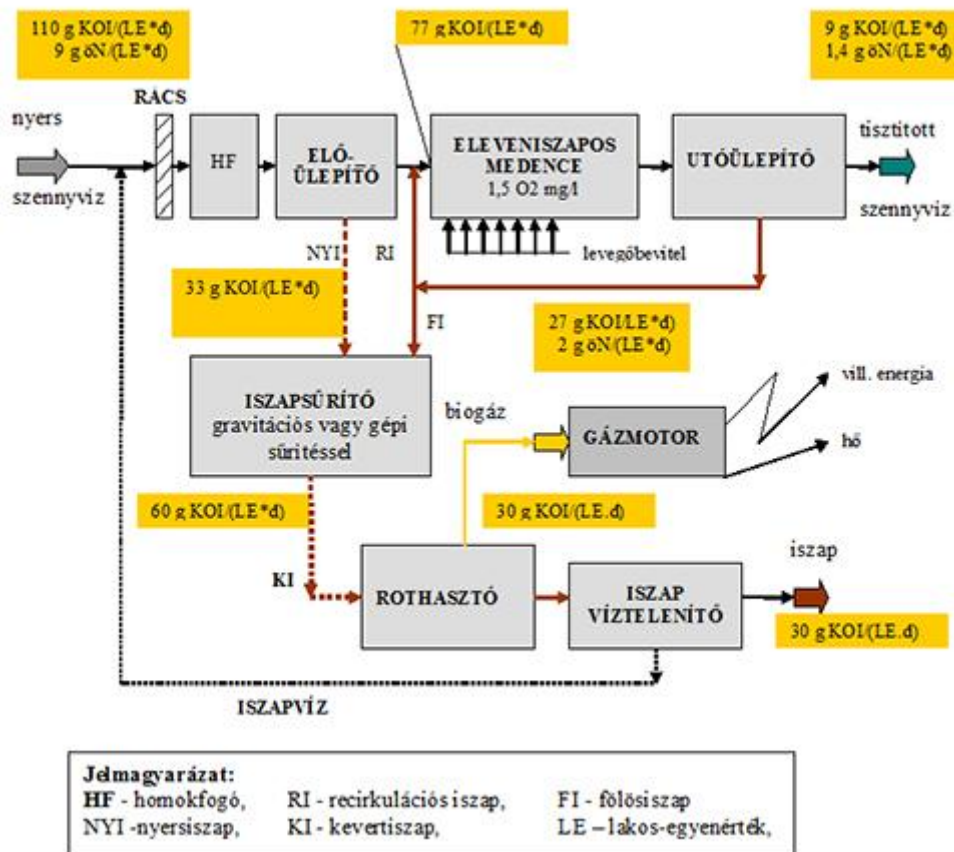 110 g KOI/(LE*d)
9 g öN/(LE*d)
77 g KOI/(LE*d)
9 g KOI/(LE*d)
1,4 g öN/(LE*d)
RÁCS
nyers
szennyvíz
HF
ELŐ-
ÜLEPÍTŐ
ELEVENISZAPOS
MEDENCE
1,5 O2 mg/l
UTÓÜLEPÍTŐ
tisztított
szennyvíz
NYI
RI
levegőbevitel
33 g KOI/(LE*d)
FI
27 g KOI/LE*d)
2 g öN/(LE*d)
ISZAPSŰRÍTŐ
gravitációs vagy gépi
sűrítéssel
biogáz
GÁZMOTOR
vill. energia
hő
60 g KOI/(LE*d)
30 g KOI/(LE.d)
KI
ROTHASZTÓ
ISZAP
VÍZTELENÍTŐ
iszap
30 g KOI/(LE.d)
ISZAPVÍZ
Jelmagyarázat:
HF - homokfogó, RI - recirkulációs iszap, FI - fölösiszap
NYI -nyersiszap, KI - kevertiszap, LE – lakos-egyenérték,